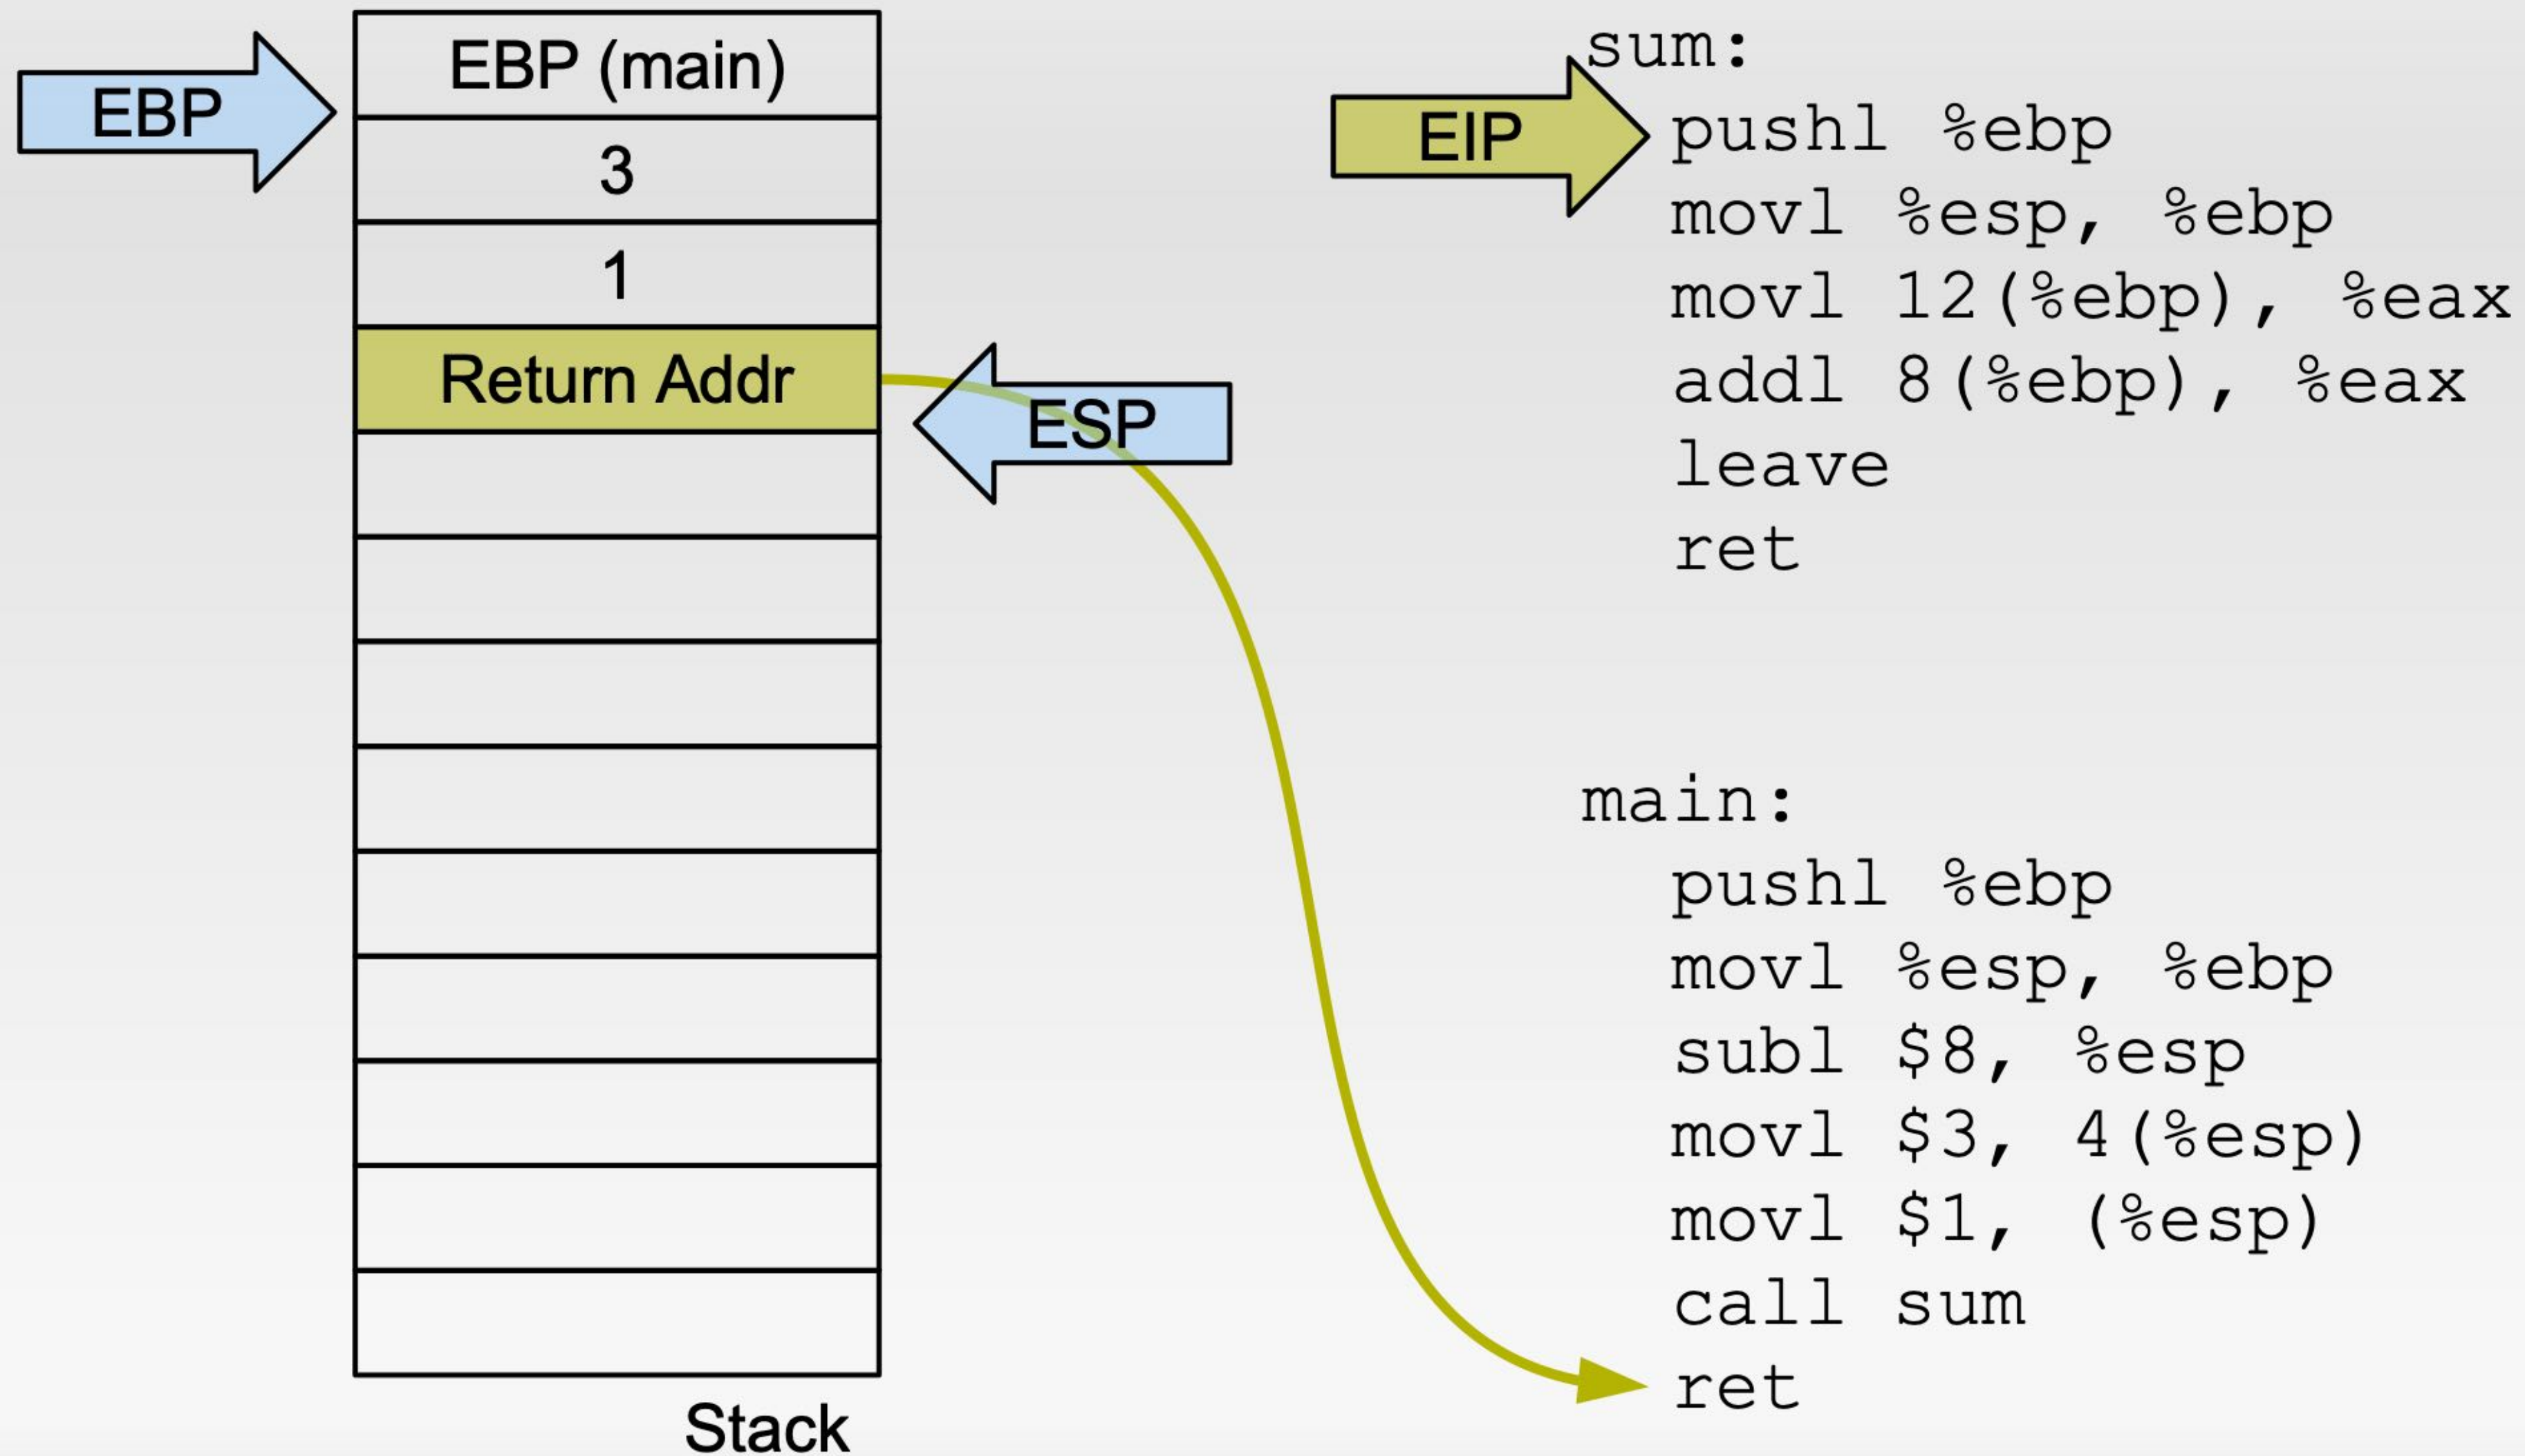 EBP
EBP (main)
3
1
Return Addr
ESP
Stack
EIP
sum:
pushl %ebp
movl %esp, %ebp
movl 12(%ebp), %eax
addl 8(%ebp), %eax
leave
ret
main:
pushl %ebp
movl %esp, %ebp
subl $8, %esp
movl $3, 4(%esp)
movl $1, (%esp)
call sum
ret